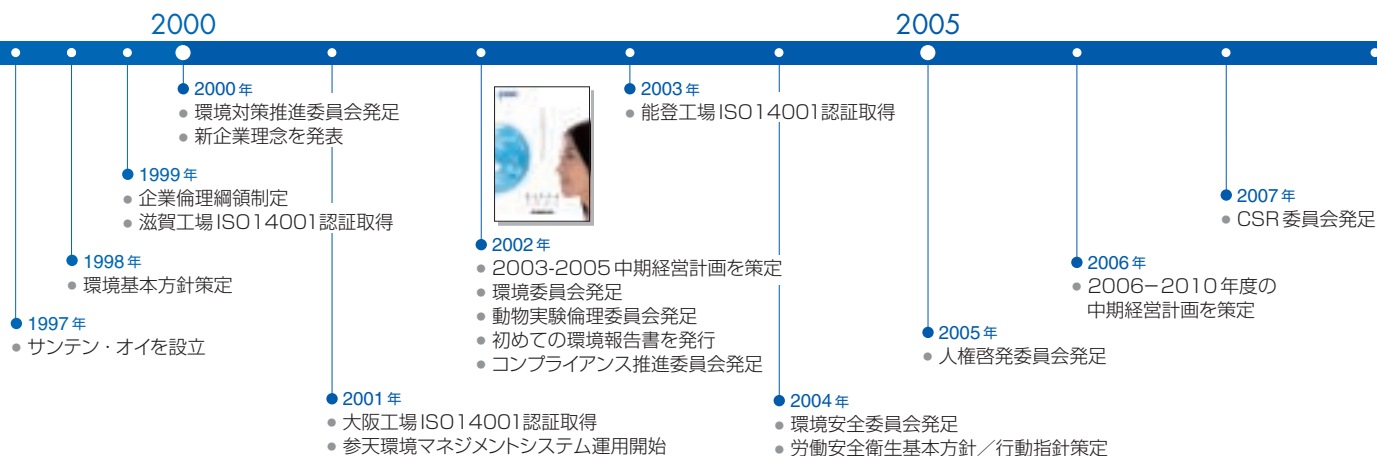 2000
2005
1997年
サンテン・オイを設立
1998年
環境基本方針策定
1999年
企業倫理綱領制定
滋賀工場ISO14001認証取得
2000年
環境対策推進委員会発足
新企業理念を発表
2001年
大阪工場ISO14001認証取得
参天環境マネジメントシステム運用開始
2002年
2003-2005中期経営計画を策定
環境委員会発足
動物実験倫理委員会発足
初めての環境報告書を発行
コンプライアンス推進委員会発足
2003年
能登工場ISO14001認証取得
2004年
環境安全委員会発足
労働安全衛生基本方針／行動指針策定
2005年
人権啓発委員会発足
2006年
2006−2010年度の
中期経営計画を策定
2007年
CSR委員会発足